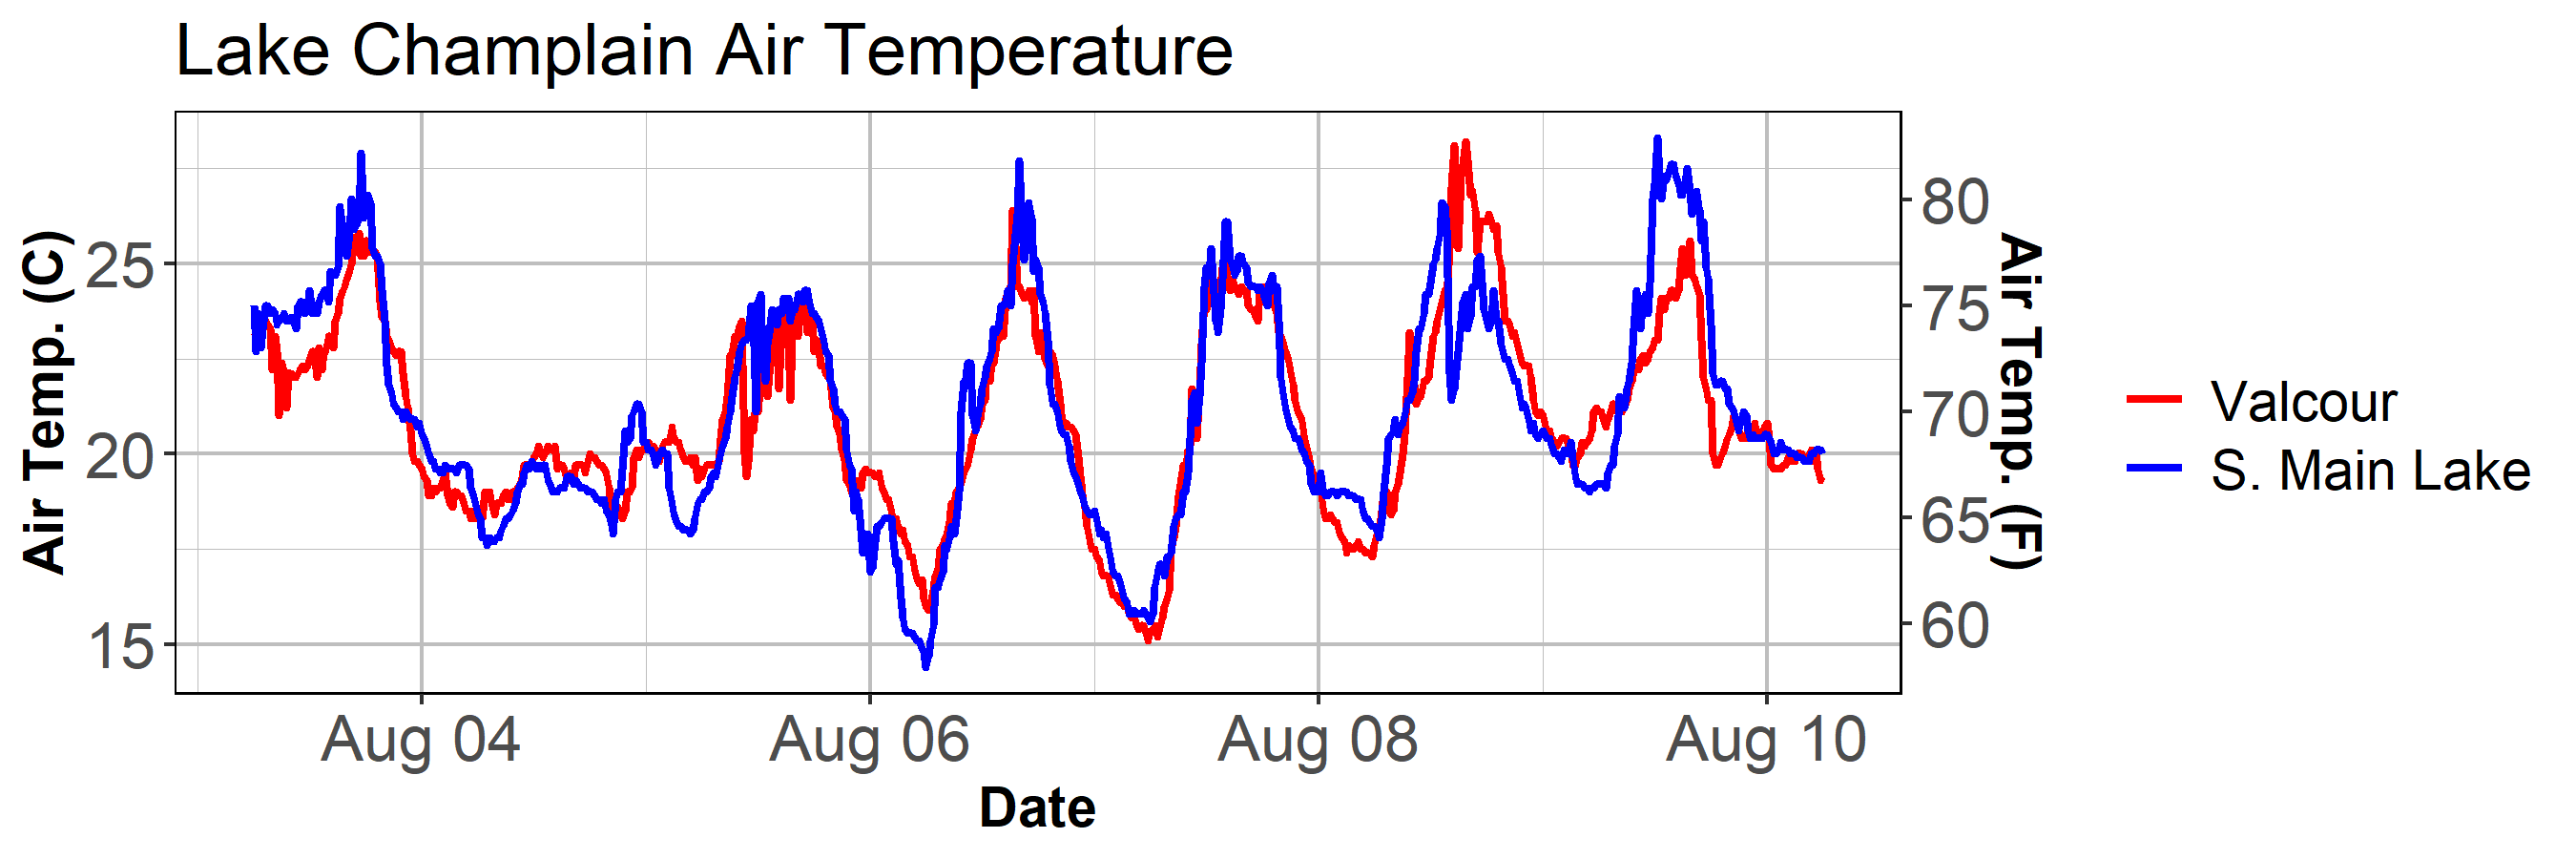 Lake Champlain Air Temperature
Air Temp. (C)
25
20
15
80
75
70
65
60
Air Temp. (F)
Aug 04
Aug 06
Aug 08
Aug 10
Date
Valcour
S. Main Lake